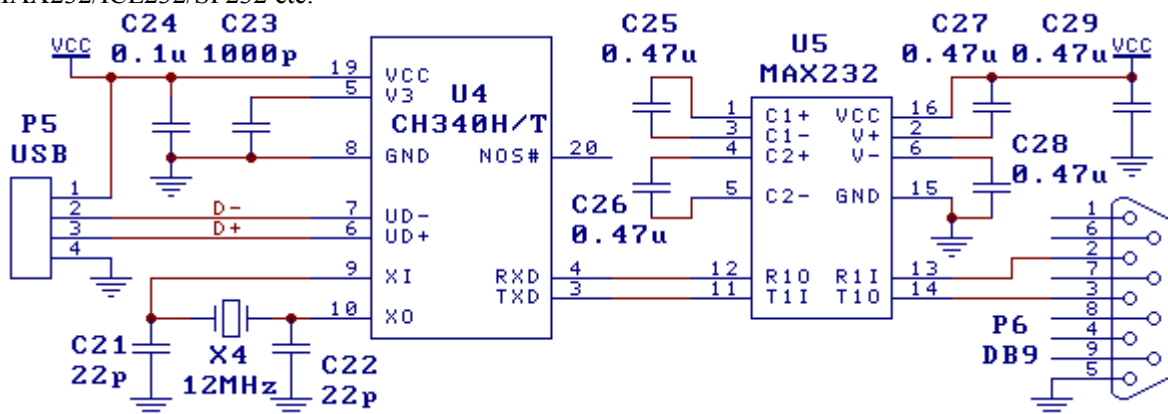 MAX232/ICL232/SP232 etc.
C24
0.1u
C23
1000p
VCC
P5
USB
1
2
3
4
D-
D+
19
5
8
7
6
9
10
VCC
V3
GND
UD-
UD+
XI
XO
U4
CH340H/T
NOS#
20
RXD
TXD
4
3
C21
22p
X4
12MHz
C22
22p
C25
0.47u
C26
0.47u
U5
MAX232
1
3
4
5
12
11
C1+
C1-
C2+
C2-
R1O
T1I
VCC
V+
V-
GND
R1I
T1O
16
2
6
15
13
14
C27
0.47u
C29
0.47u
VCC
C28
0.47u
P6
DB9
1
6
2
7
3
8
4
9
5